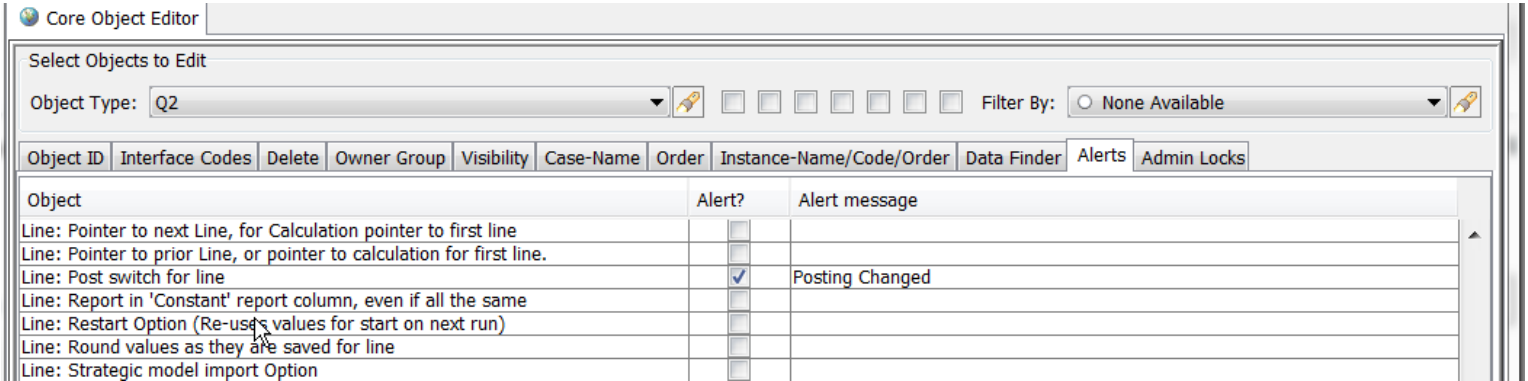 Core Object Editor
Select Objects to Edit
Object Type: Q2 Filter By: None Available
Object ID Interface Codes Delete Owner Group Visibility Case-Name Order Instance-Name/Code/Order Data Finder Alerts Admin Locks
Object Alert? Alert message
Line: Pointer to next Line, for Calculation pointer to first line
Line: Pointer to prior Line, or pointer to calculation for first line.
Line: Post switch for line Posting Changed
Line: Report in 'Constant' report column, even if all the same
Line: Restart Option (Re-uses values for start on next run)
Line: Round values as they are saved for line
Line: Strategic model import Option